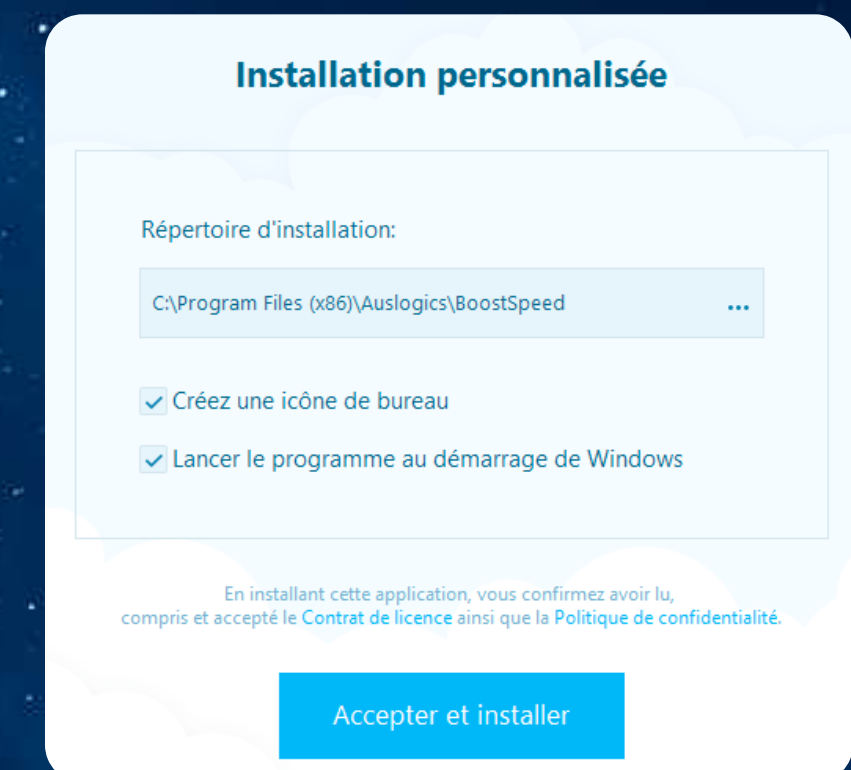 Installation personnalisée
Répertoire d'installation:
C:\Program Files (x86)\Auslogics\BoostSpeed ...
Créez une icône de bureau
Lancer le programme au démarrage de Windows
En installant cette application, vous confirmez avoir lu,
compris et accepté le Contrat de licence ainsi que la Politique de confidentialité.
Accepter et installer